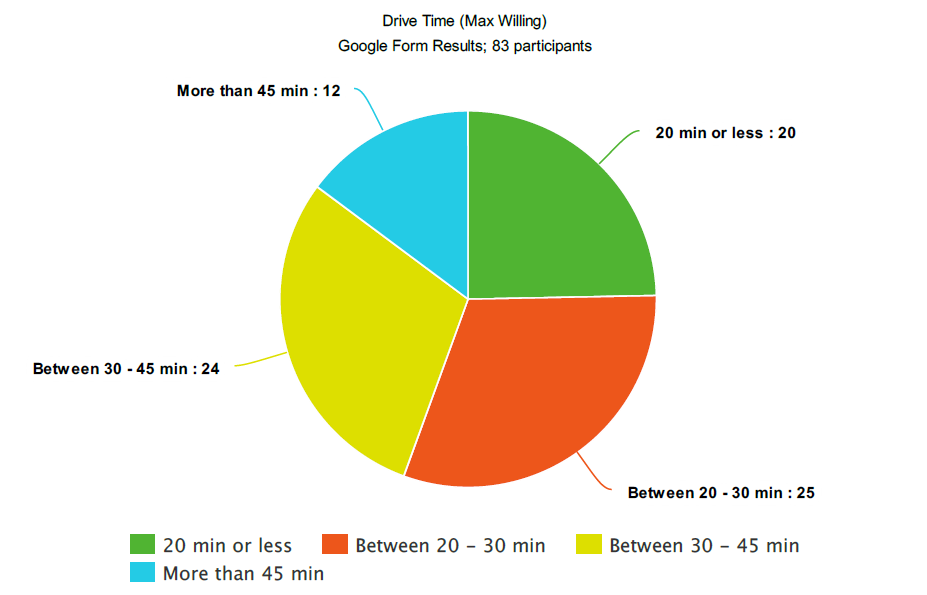 Drive Time (Max Willing)
Google Form Results; 83 participants
More than 45 min : 12
20 min or less : 20
Between 30 - 45 min : 24
Between 20 - 30 min : 25
20 min or less Between 20 – 30 min Between 30 – 45 min
More than 45 min